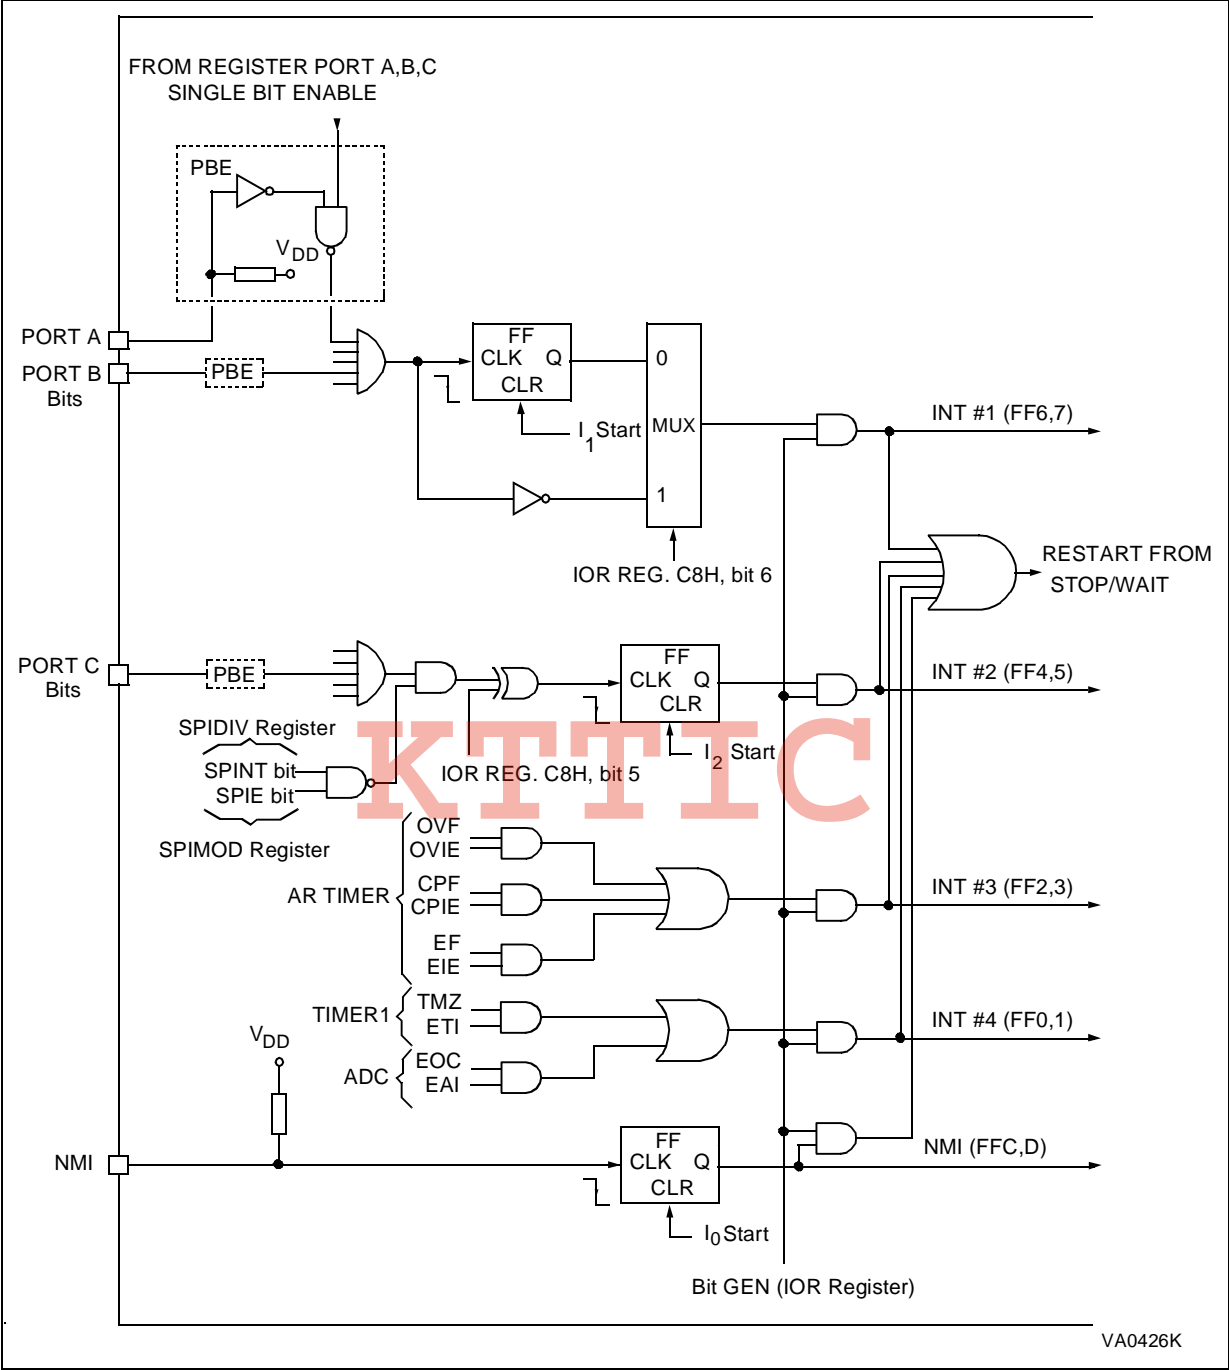 FROM REGISTER PORT A,B,C
SINGLE BIT ENABLE
PBE
VDD
PORT A
PORT B
Bits
PBE
FF
CLK Q
CLR
I1Start
0
MUX
1
IOR REG. C8H, bit 6
INT #1 (FF6,7)
RESTART FROM
STOP/WAIT
PORT C
Bits
PBE
FF
CLK Q
CLR
I2 Start
INT #2 (FF4,5)
SPIDIV Register
SPINT bit
SPIE bit
SPIMOD Register
IOR REG. C8H, bit 5
KTTIC
AR TIMER
OVF
OVIE
CPF
CPIE
EF
EIE
INT #3 (FF2,3)
TIMER1
TMZ
ETI
INT #4 (FF0,1)
ADC
EOC
EAI
VDD
NMI
FF
CLK Q
CLR
I0Start
NMI (FFC,D)
Bit GEN (IOR Register)
VA0426K